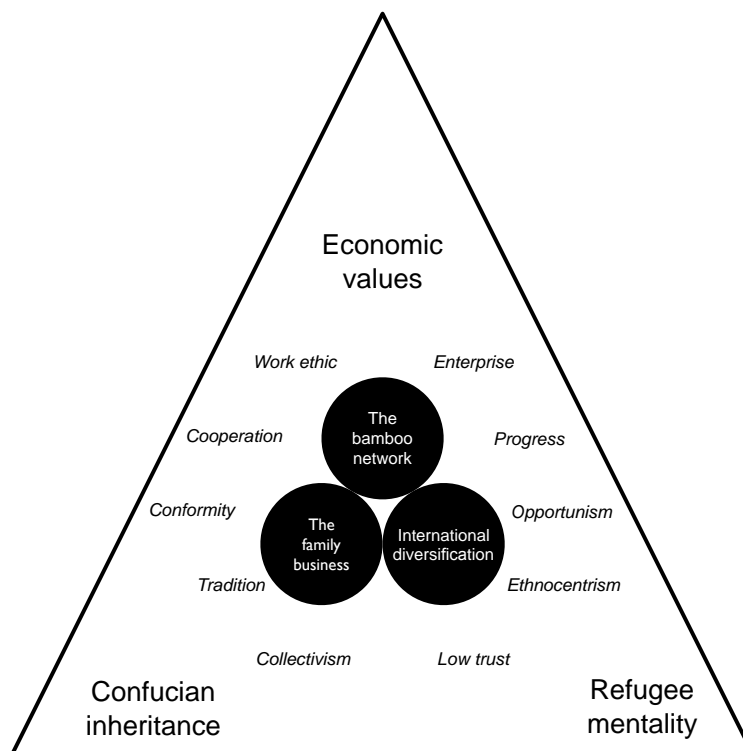 Economic
values
Work ethic
Enterprise
The
bamboo
network
Cooperation
Progress
Conformity
Opportunism
The
family
business
International
diversification
Tradition
Ethnocentrism
Collectivism
Low trust
Confucian
inheritance
Refugee
mentality